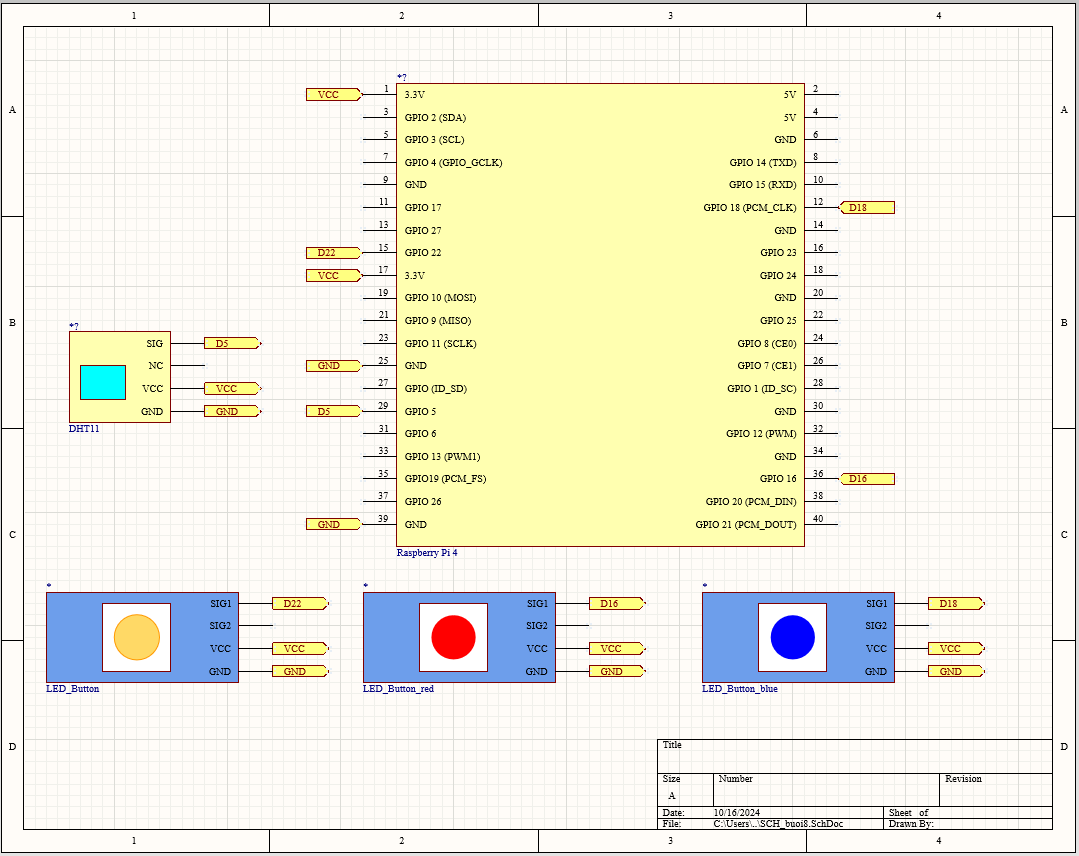 1 2 3 4
A A
B B
C C
D D
*?
VCC 1 3.3V 5V 2
3 GPIO 2 (SDA) 5V 4
5 GPIO 3 (SCL) GND 6
7 GPIO 4 (GPIO_GCLK) GPIO 14 (TXD) 8
9 GND GPIO 15 (RXD) 10
11 GPIO 17 GPIO 18 (PCM_CLK) 12 D18
13 GPIO 27 GND 14
D22 15 GPIO 22 GPIO 23 16
VCC 17 3.3V GPIO 24 18
19 GPIO 10 (MOSI) GND 20
21 GPIO 9 (MISO) GPIO 25 22
23 GPIO 11 (SCLK) GPIO 8 (CE0) 24
GND 25 GND GPIO 7 (CE1) 26
27 GPIO (ID_SD) GPIO 1 (ID_SC) 28
D5 29 GPIO 5 GND 30
31 GPIO 6 GPIO 12 (PWM) 32
33 GPIO 13 (PWM1) GND 34
35 GPIO19 (PCM_FS) GPIO 16 36 D16
37 GPIO 26 GPIO 20 (PCM_DIN) 38
GND 39 GND GPIO 21 (PCM_DOUT) 40
Raspberry Pi 4
*?
SIG D5
NC
VCC VCC
GND GND
DHT11
*
SIG1 D22
SIG2
VCC VCC
GND GND
LED_Button
*
SIG1 D16
SIG2
VCC VCC
GND GND
LED_Button_red
*
SIG1 D18
SIG2
VCC VCC
GND GND
LED_Button_blue
Title
Size Number Revision
A
Date: 10/16/2024 Sheet of
File: C:\Users\..\SCH_buoi8.SchDoc Drawn By:
1 2 3 4